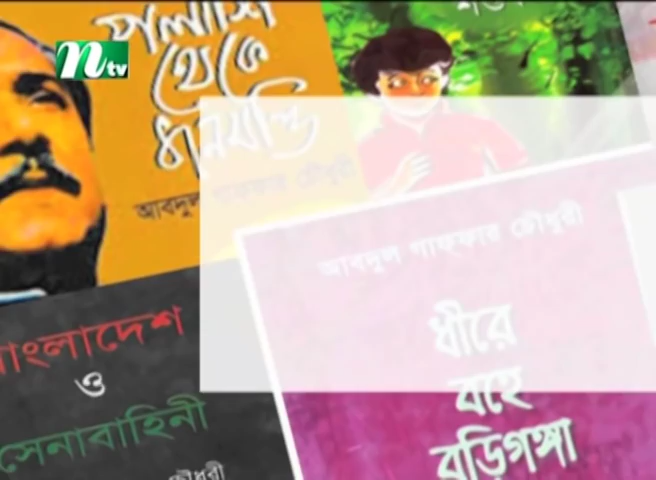 ntv
পলাশি
থেকে
ধানমন্ডি
আবদুল গাফফার চৌধুরী
আবদুল গাফফার চৌধুরী
ধীরে
বহে
বুড়িগঙ্গা
বাংলাদেশ
ও
সেনাবাহিনী
চৌধুরী